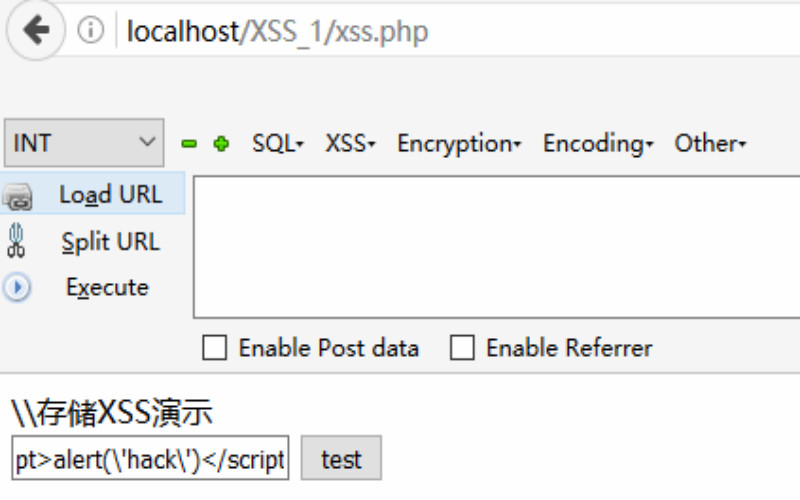 localhost/XSS_1/xss.php
INT SQL XSS Encryption Encoding Other
Load URL
Split URL
Execute
Enable Post data Enable Referrer
\\存储XSS演示
pt>alert(\'hack\')</script test